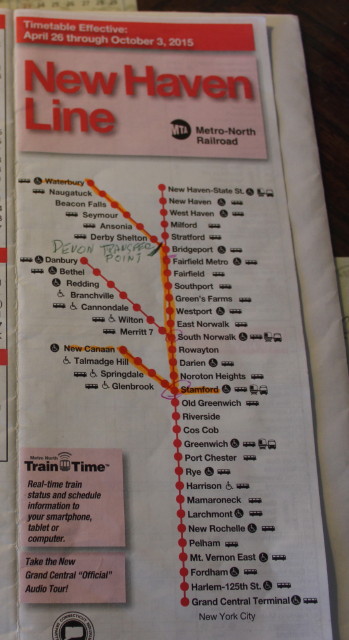 Timetable Effective:
April 26 through October 3, 2015
New Haven
Line
MTA Metro-North
Railroad
Waterbury
Naugatuck
Beacon Falls
Seymour
Ansonia
Derby Shelton
DEVON TRANSFER
POINT
Danbury
Bethel
Redding
Branchville
Cannondale
Wilton
Merritt 7
New Canaan
Talmadge Hill
Springdale
Glenbrook
New Haven-State St.
New Haven
West Haven
Milford
Stratford
Bridgeport
Fairfield Metro
Fairfield
Southport
Green's Farms
Westport
East Norwalk
South Norwalk
Rowayton
Darien
Noroton Heights
Stamford
Old Greenwich
Riverside
Cos Cob
Greenwich
Port Chester
Rye
Harrison
Mamaroneck
Larchmont
New Rochelle
Pelham
Mt. Vernon East
Fordham
Harlem-125th St.
Grand Central Terminal
New York City
Metro-North
Train Time™
Real-time train
status and schedule
information to
your smartphone,
tablet or
computer.
Take the New
Grand Central "Official"
Audio Tour!